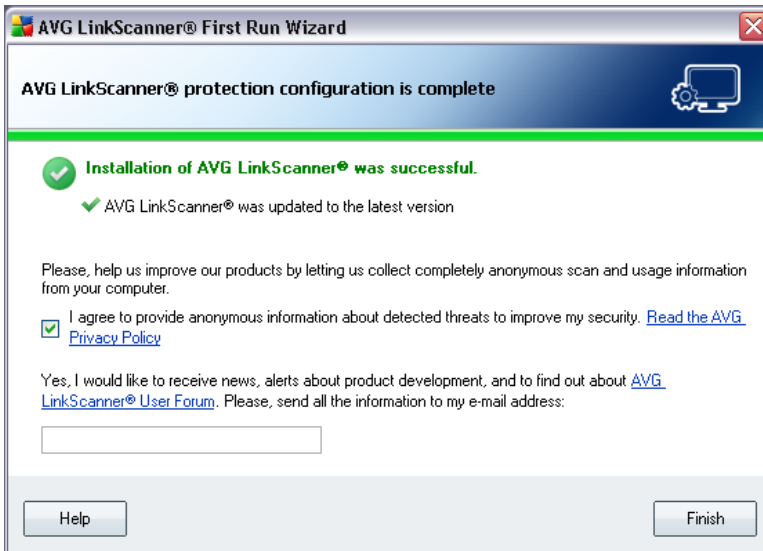 AVG LinkScanner® First Run Wizard
AVG LinkScanner® protection configuration is complete
Installation of AVG LinkScanner® was successful.
AVG LinkScanner® was updated to the latest version
Please, help us improve our products by letting us collect completely anonymous scan and usage information
from your computer.
I agree to provide anonymous information about detected threats to improve my security. Read the AVG
Privacy Policy
Yes, I would like to receive news, alerts about product development, and to find out about AVG
LinkScanner® User Forum. Please, send all the information to my e-mail address:
Help
Finish